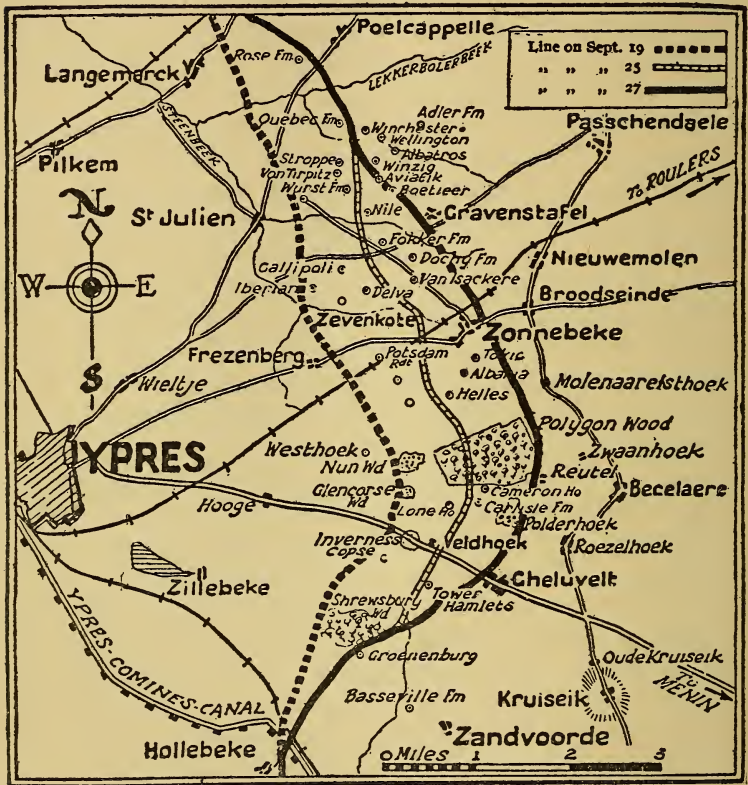 Poelcappelle
Line on Sept. 19
" " " 25
" " " 27
Rose Fm
Langemarck
LEKKERBOLERBEEK
STEENBEEK
Adler Fm
Quebec Fm
Winchester
Wellington
Passchendaele
Albatros
Pilkem
Stroppe
Winzig
Von Tirpitz
Aviatik
Wurst Fm
Boetleer
To ROULERS
N
St Julien
Nile
Gravenstafel
Fokker Fm
Gallipoli
Dochy Fm
Nieuwemolen
W
E
Iberian
Van Isackere
Delva
Broodseinde
Zevenkote
Zonnebeke
Frezenberg
Potsdam
Rdt
Tokio
S
Wieltje
Albania
Molenaarelsthoek
Helles
Polygon Wood
YPRES
Westhoek
Nun Wd
Zwaanhoek
Reutel
Glencorse
Wd
Cameron Ho
Becelaere
Hooge
Lone Ho
Carlisle Fm
Polderhoek
Inverness
Copse
Veldhoek
Roezelhoek
Zillebeke
Gheluvelt
Tower
Hamlets
Shrewsbury
Wd
YPRES-COMINES-CANAL
Groenenburg
Oude Kruiseik
To
MENIN
Basseville Fm
Kruiseik
Zandvoorde
Hollebeke
0 Miles 1 2 3